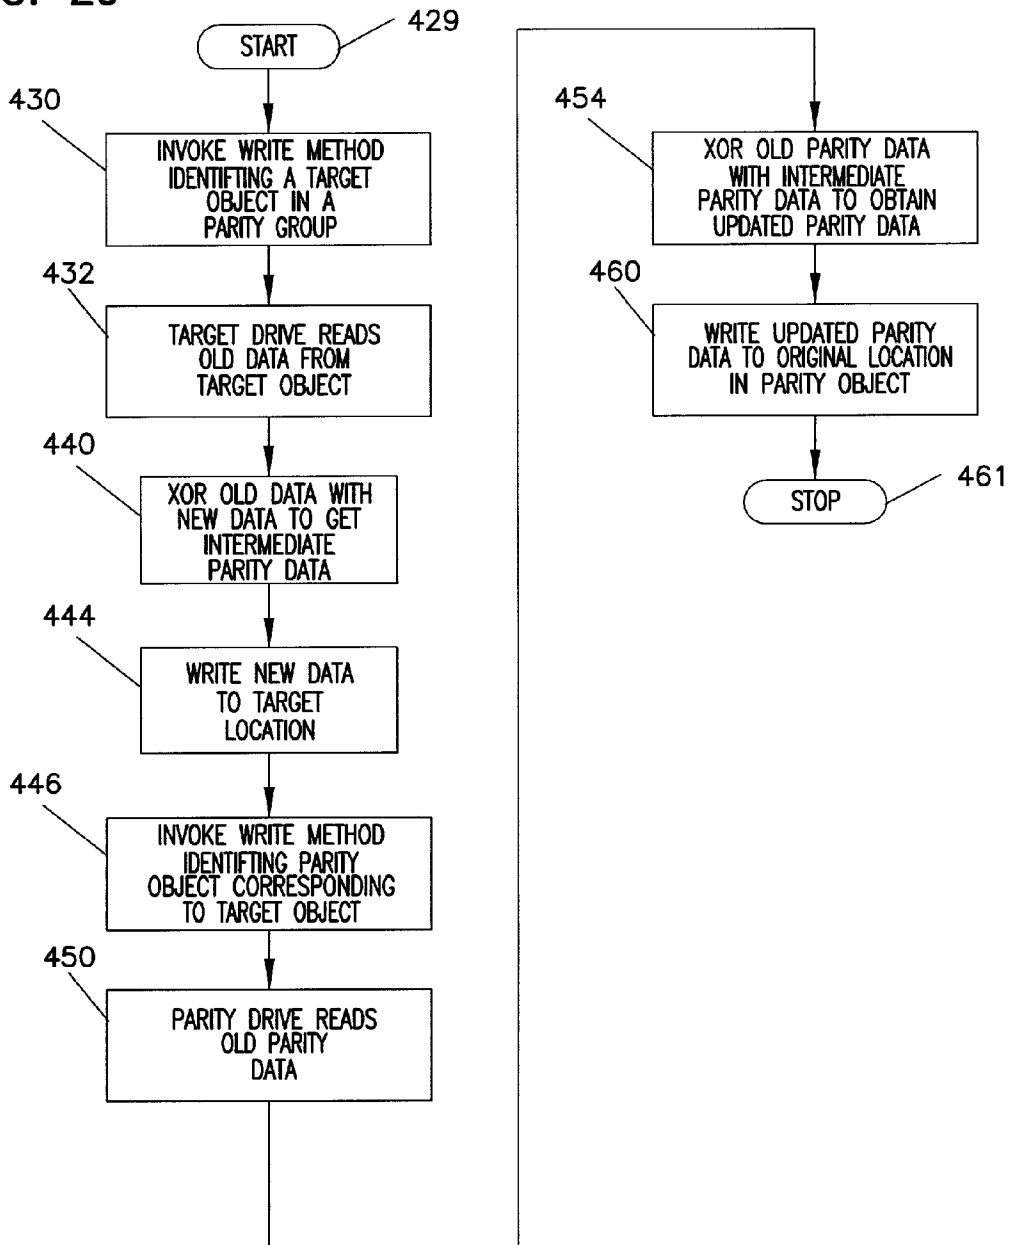 429
START
430
INVOKE WRITE METHOD
IDENTIFTING A TARGET
OBJECT IN A
PARITY GROUP
432
TARGET DRIVE READS
OLD DATA FROM
TARGET OBJECT
440
XOR OLD DATA WITH
NEW DATA TO GET
INTERMEDIATE
PARITY DATA
444
WRITE NEW DATA
TO TARGET
LOCATION
446
INVOKE WRITE METHOD
IDENTIFTING PARITY
OBJECT CORRESPONDING
TO TARGET OBJECT
450
PARITY DRIVE READS
OLD PARITY
DATA
454
XOR OLD PARITY DATA
WITH INTERMEDIATE
PARITY DATA TO OBTAIN
UPDATED PARITY DATA
460
WRITE UPDATED PARITY
DATA TO ORIGINAL LOCATION
IN PARITY OBJECT
STOP
461